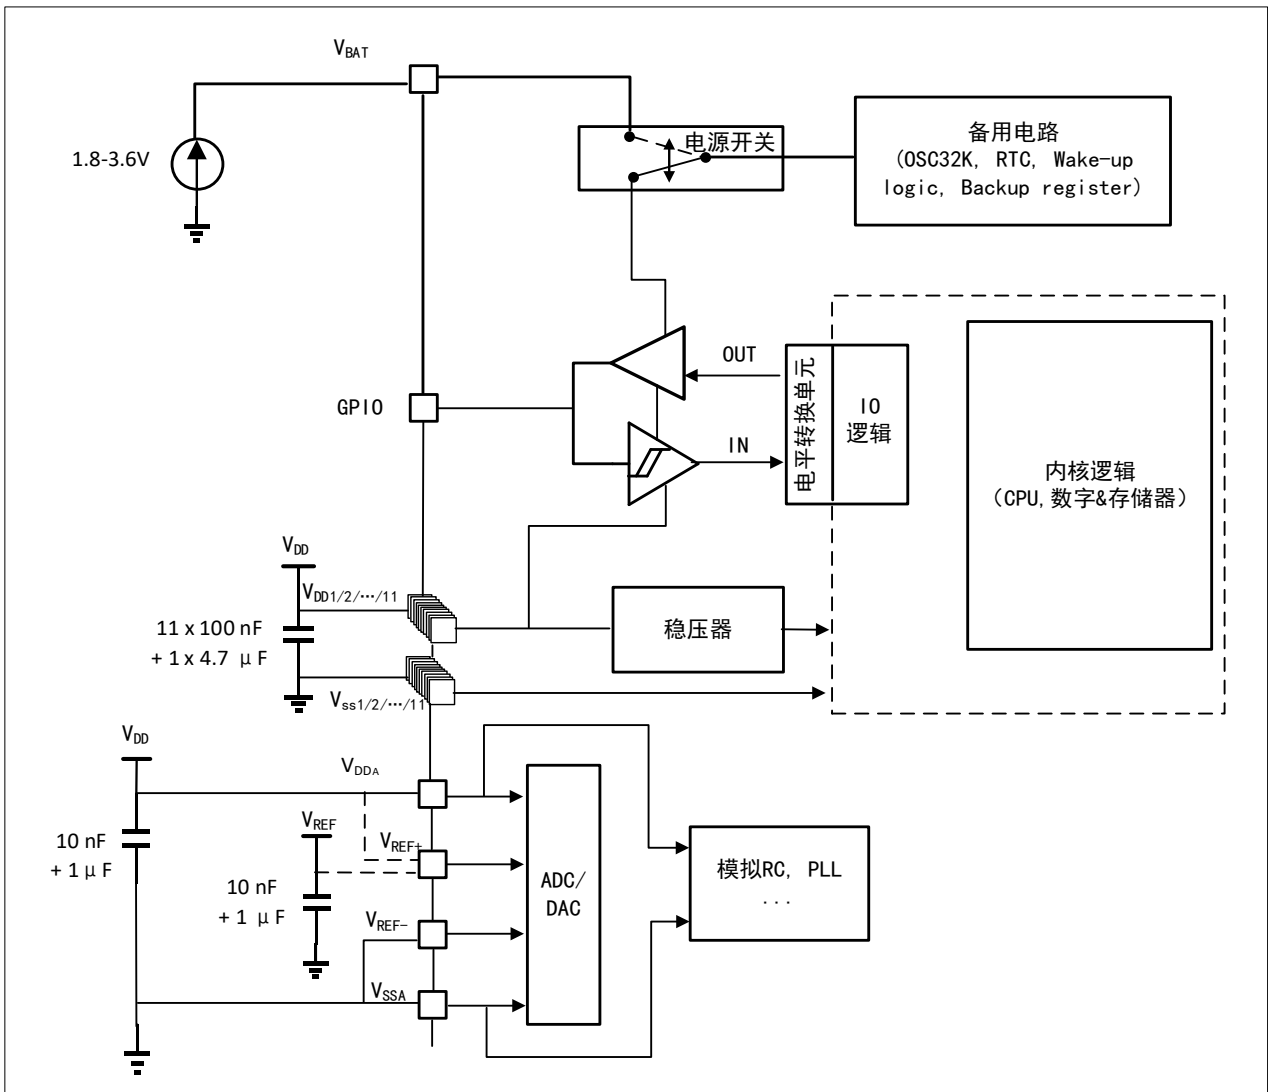 VBAT
1.8-3.6V
电源开关
备用电路
(OSC32K, RTC, Wake-up
logic, Backup register)
OUT
GPIO
IN
电平转换单元
IO
逻辑
内核逻辑
(CPU,数字&存储器)
VDD
VDD1/2/…/11
11 x 100 nF
+ 1 x 4.7 μF
稳压器
Vss1/2/…/11
VDD
VDDA
VREF
VREF+
10 nF
+ 1 μF
10 nF
+ 1 μF
VREF-
VSSA
ADC/
DAC
模拟RC, PLL
...